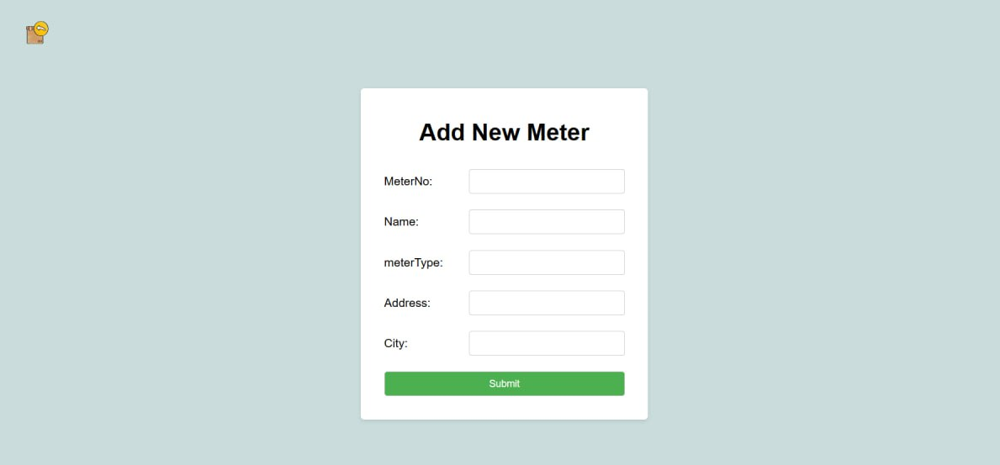 Add New Meter
MeterNo:
Name:
meterType:
Address:
City:
Submit